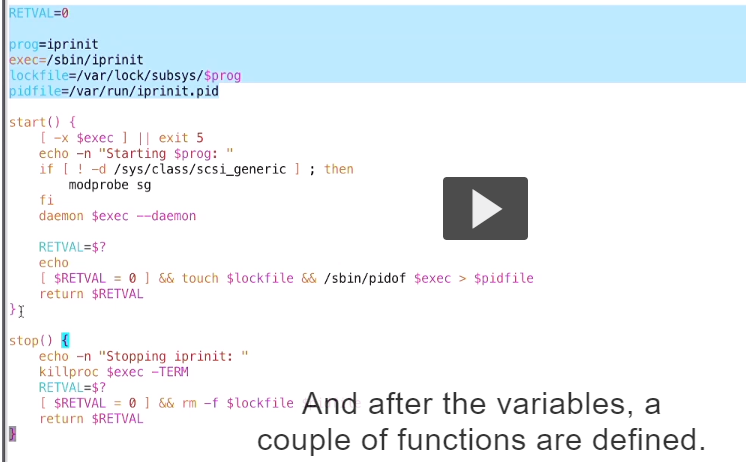 RETVAL=0
prog=iprinit
exec=/sbin/iprinit
lockfile=/var/lock/subsys/$prog
pidfile=/var/run/iprinit.pid
start() {
[ -x $exec ] || exit 5
echo -n "Starting $prog: "
if [ ! -d /sys/class/scsi_generic ] ; then
modprobe sg
fi
daemon $exec --daemon
RETVAL=$?
echo
[ $RETVAL = 0 ] && touch $lockfile && /sbin/pidof $exec > $pidfile
return $RETVAL
}
stop() {
echo -n "Stopping iprinit: "
killproc $exec -TERM
RETVAL=$?
[ $RETVAL = 0 ] && rm -f $lockfile
return $RETVAL
}
And after the variables, a
couple of functions are defined.